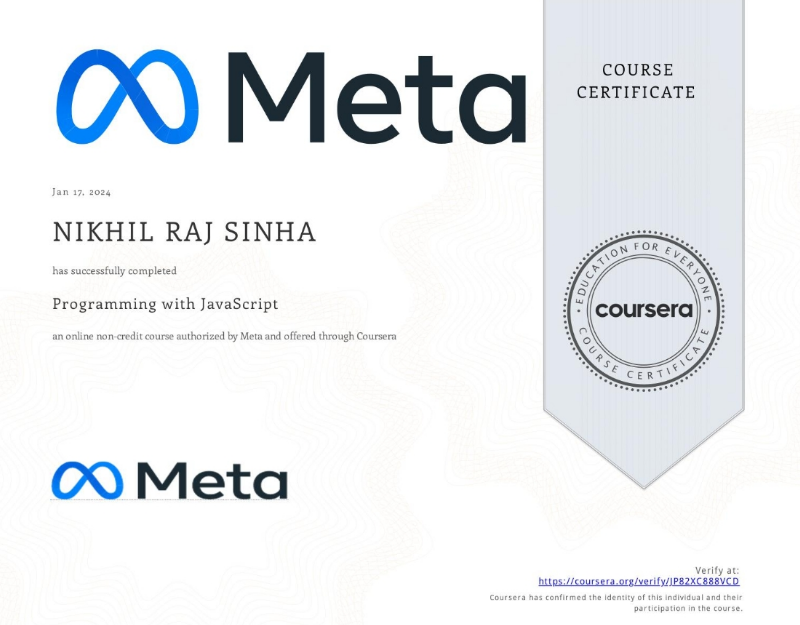 Meta
COURSE
CERTIFICATE
Jan 17, 2024
NIKHIL RAJ SINHA
has successfully completed
Programming with JavaScript
an online non-credit course authorized by Meta and offered through Coursera
EDUCATION FOR EVERYONE
coursera
COURSE CERTIFICATE
Meta
Verify at:
https://coursera.org/verify/JP82XC888VCD
Coursera has confirmed the identity of this individual and their
participation in the course.